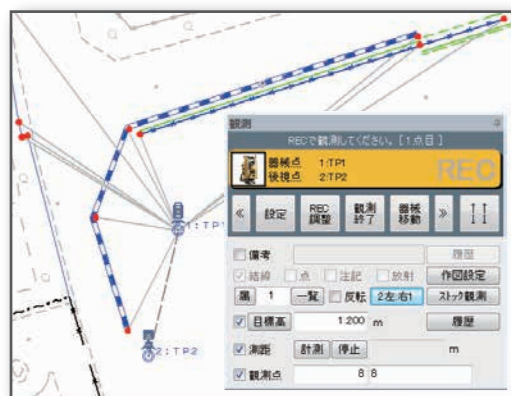 観測
RECで観測してください。[1点目]
器械点 1:TP1
後視点 2:TP2
REC
≪ 設定 REC調整 観測終了 器械移動 ≫
備考 履歴
結線 点 注記 放射 作図設定
属 1 一覧 反転 2左:右1 ストック観測
目標高 1.200 m 履歴
測距 計測 停止 m
観測点 8 8
1:TP1
2:TP2